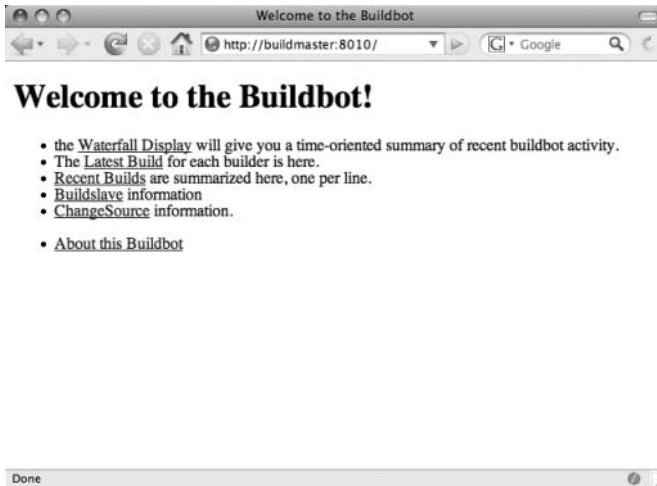 Welcome to the Buildbot
http://buildmaster:8010/
G Google
Welcome to the Buildbot!
the Waterfall Display will give you a time-oriented summary of recent buildbot activity.
The Latest Build for each builder is here.
Recent Builds are summarized here, one per line.
Buildslave information
ChangeSource information.
About this Buildbot
Done